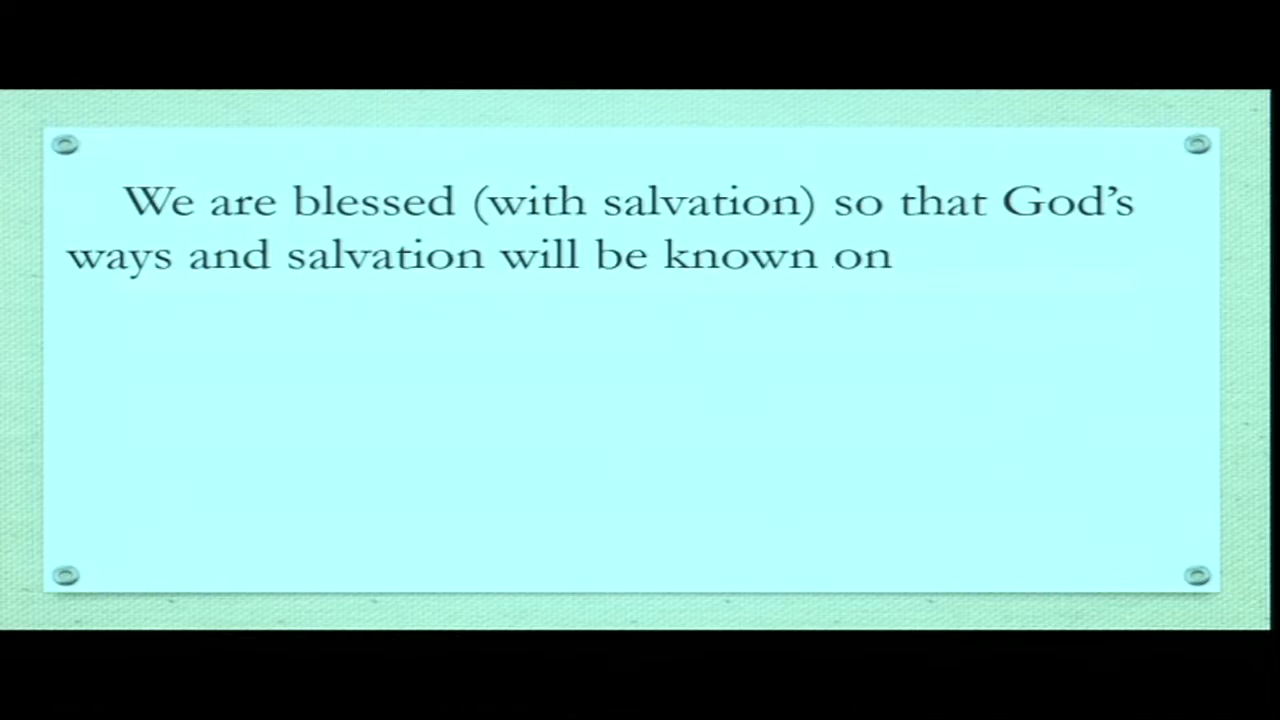 We are blessed (with salvation) so that God’s
ways and salvation will be known on